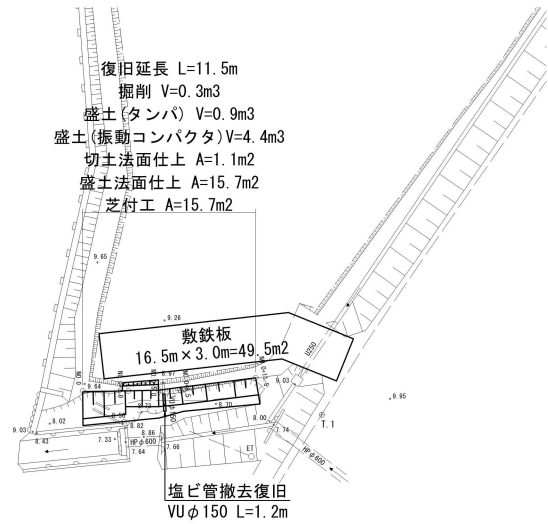 復旧延長 L=11.5m
掘削 V=0.3m3
盛土(タンパ) V=0.9m3
盛土(振動コンパクタ)V=4.4m3
切土法面仕上 A=1.1m2
盛土法面仕上 A=15.7m2
芝付工 A=15.7m2
9.65
9.26
敷鉄板
16.5m×3.0m=49.5m2
U250
9.64
8.97
9.03
9.95
8.70
8.00
T.1
9.03
8.02
8.43
8.82
7.33
8.86
7.74
HPφ600
7.64
7.66
ET
HPφ600
塩ビ管撤去復旧
VUφ150 L=1.2m